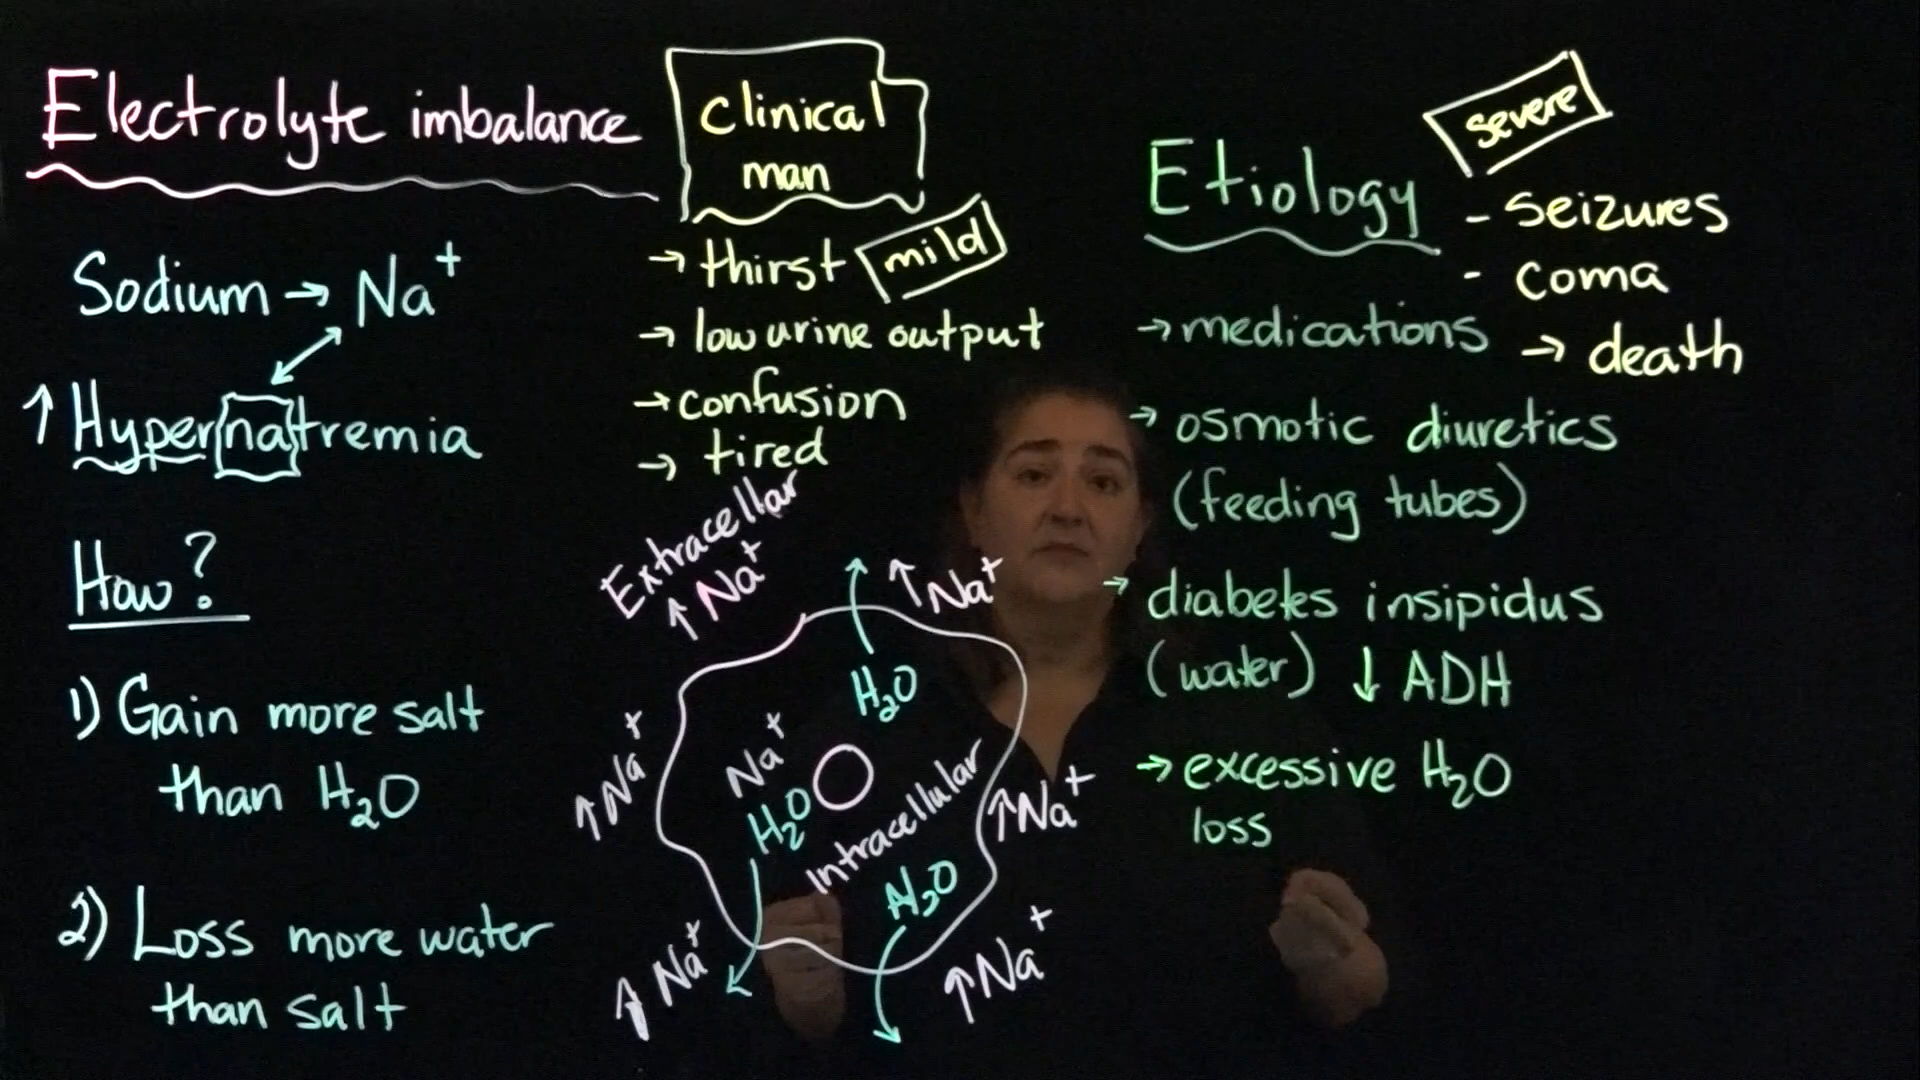 Electrolyte imbalance
Sodium → Na+
↑ Hypernatremia
How?
1) Gain more salt
than H2O
2) Loss more water
than salt
clinical
man
→ thirst
mild
→ low urine output
→ confusion
→ tired
Extracellar
↑ Na+
↑ Na+
↑ Na+
↑ Na+
↑ Na+
↑ Na+
H2O
Na+
H2O
Intracellular
H2O
Etiology
→ medications
→ osmotic diuretics
(feeding tubes)
→ diabetes insipidus
(water) ↓ ADH
→ excessive H2O
loss
severe
- seizures
- coma
→ death